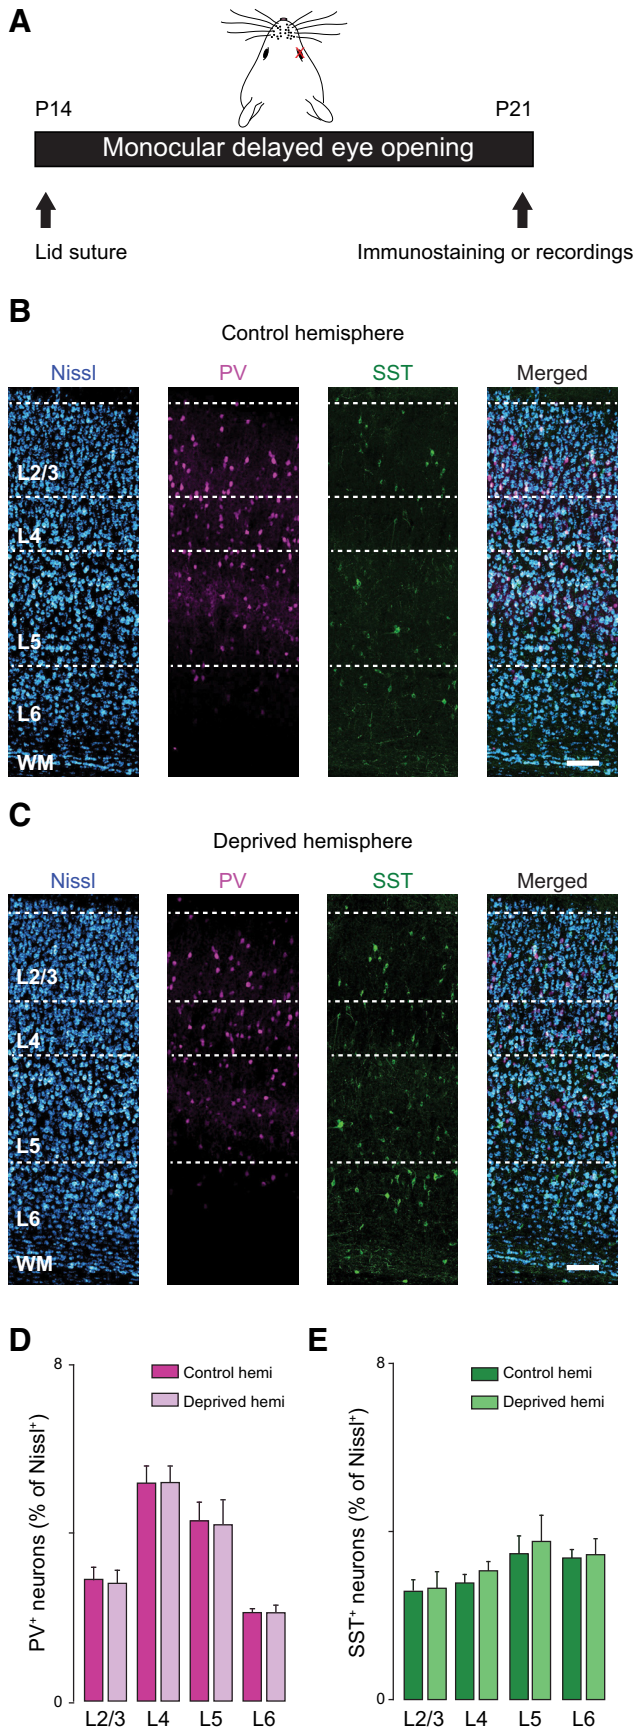 A
P14
P21
Monocular delayed eye opening
Lid suture
Immunostaining or recordings
B
Control hemisphere
Nissl
PV
SST
Merged
L2/3
L4
L5
L6
WM
C
Deprived hemisphere
Nissl
PV
SST
Merged
L2/3
L4
L5
L6
WM
D
8
0
PV⁺ neurons (% of Nissl⁺)
Control hemi
Deprived hemi
L2/3
L4
L5
L6
E
8
0
SST⁺ neurons (% of Nissl⁺)
Control hemi
Deprived hemi
L2/3
L4
L5
L6